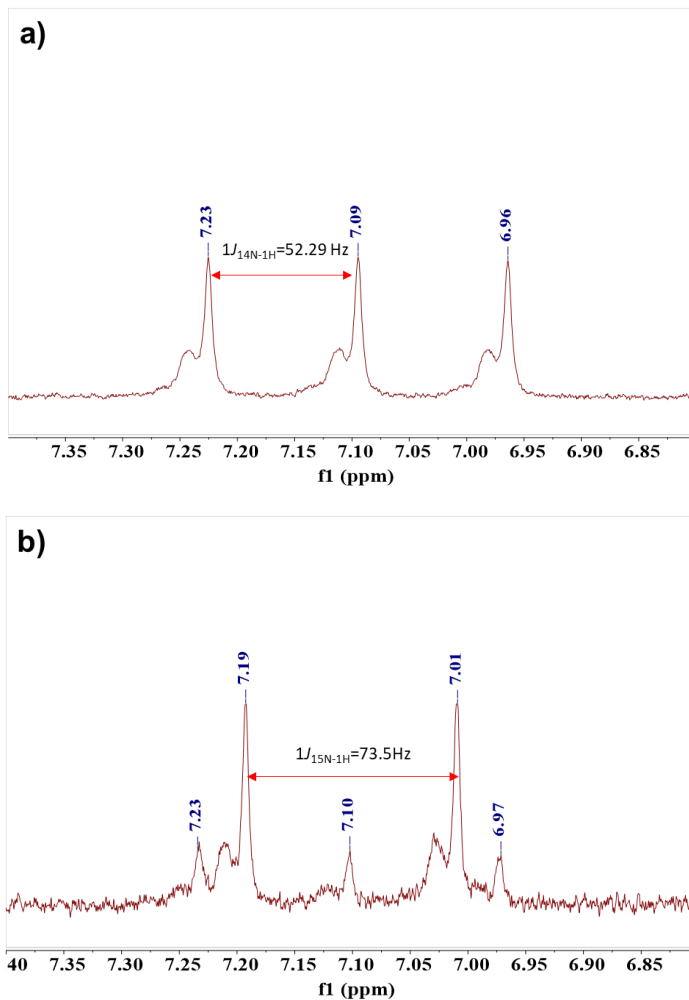 a)
7.23
7.09
6.96
1J14N-1H=52.29 Hz
7.35 7.30 7.25 7.20 7.15 7.10 7.05 7.00 6.95 6.90 6.85
f1 (ppm)
b)
7.19
7.01
1J15N-1H=73.5Hz
7.23
7.10
6.97
40 7.35 7.30 7.25 7.20 7.15 7.10 7.05 7.00 6.95 6.90 6.85
f1 (ppm)